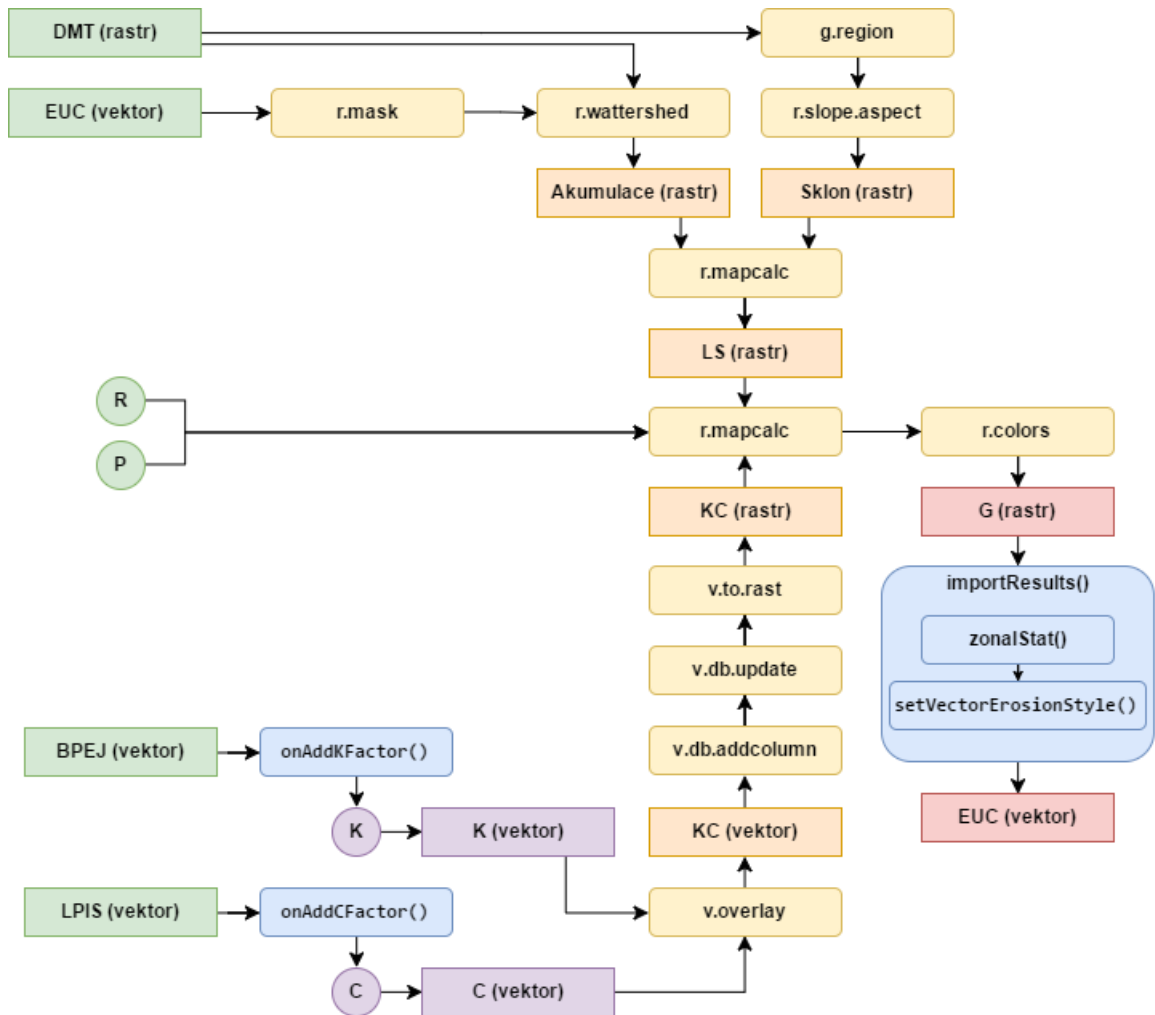 DMT (rastr)
g.region
EUC (vektor)
r.mask
r.wattershed
r.slope.aspect
Akumulace (rastr)
Sklon (rastr)
r.mapcalc
LS (rastr)
R
P
r.mapcalc
r.colors
KC (rastr)
G (rastr)
v.to.rast
importResults()
zonalStat()
v.db.update
setVectorErosionStyle()
BPEJ (vektor)
onAddKFactor()
v.db.addcolumn
K
K (vektor)
KC (vektor)
EUC (vektor)
LPIS (vektor)
onAddCFactor()
v.overlay
C
C (vektor)